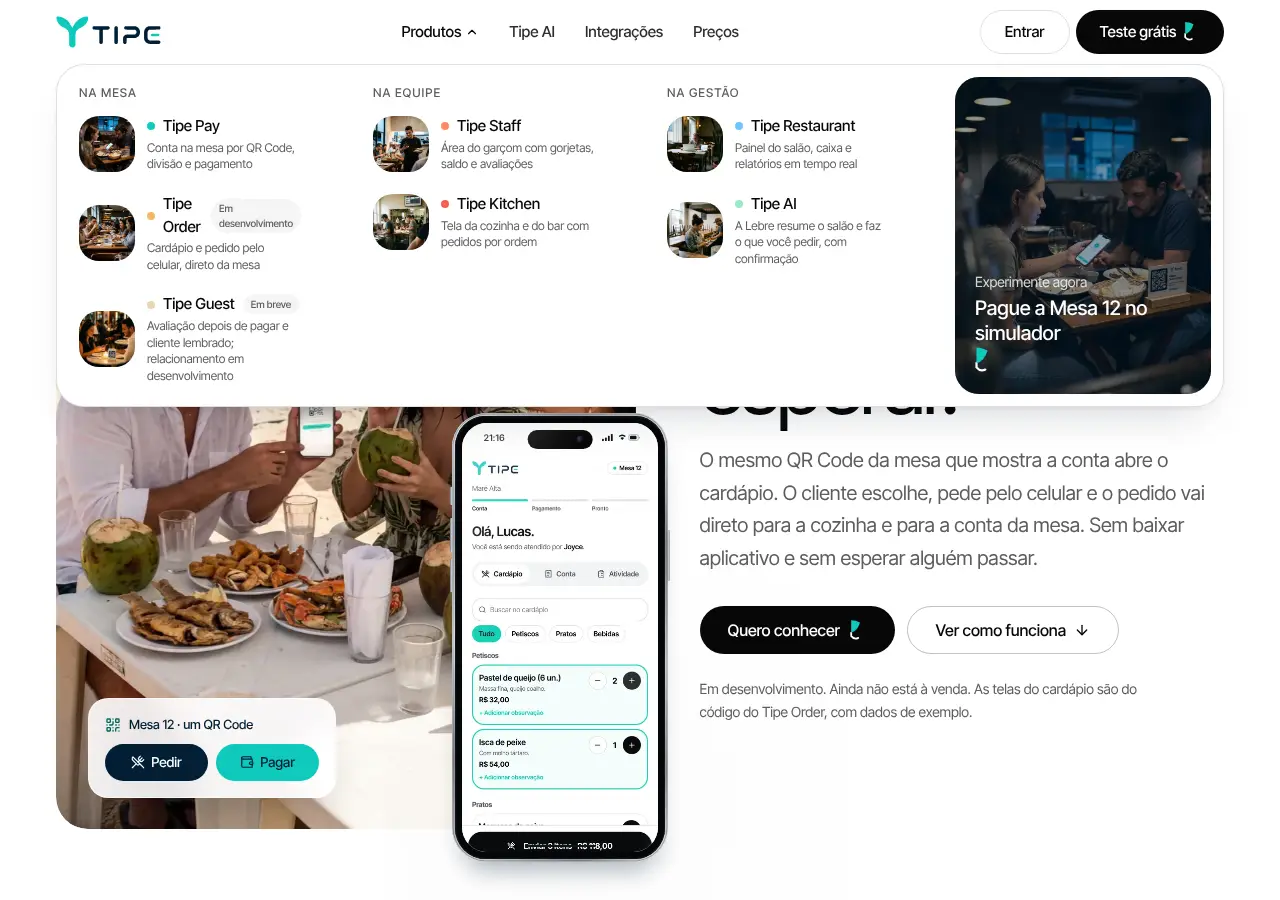 TIPE
Produtos
Tipe AI
Integrações
Preços
Entrar
Teste grátis
NA MESA
Tipe Pay
Conta na mesa por QR Code,
divisão e pagamento
Tipe
Order
Em
desenvolvimento
Cardápio e pedido pelo
celular, direto da mesa
Tipe Guest
Em breve
Avaliação depois de pagar e
cliente lembrado;
relacionamento em
desenvolvimento
NA EQUIPE
Tipe Staff
Área do garçom com gorjetas,
saldo e avaliações
Tipe Kitchen
Tela da cozinha e do bar com
pedidos por ordem
NA GESTÃO
Tipe Restaurant
Painel do salão, caixa e
relatórios em tempo real
Tipe AI
A Lebre resume o salão e faz
o que você pedir, com
confirmação
Experimente agora
Pague a Mesa 12 no
simulador
esperar.
O mesmo QR Code da mesa que mostra a conta abre o
cardápio. O cliente escolhe, pede pelo celular e o pedido vai
direto para a cozinha e para a conta da mesa. Sem baixar
aplicativo e sem esperar alguém passar.
Quero conhecer
Ver como funciona
Em desenvolvimento. Ainda não está à venda. As telas do cardápio são do
código do Tipe Order, com dados de exemplo.
Mesa 12 · um QR Code
Pedir
Pagar
21:16
TIPE
Mesa 12
Maré Alta
Conta
Pagamento
Pronto
Olá, Lucas.
Você está sendo atendido por Joyce.
Cardápio
Conta
Atividade
Buscar no cardápio
Tudo
Petiscos
Pratos
Bebidas
Petiscos
Pastel de queijo (6 un.)
Massa fina, queijo coalho.
R$ 32,00
+ Adicionar observação
− 2 +
Isca de peixe
Com molho tártaro.
R$ 54,00
+ Adicionar observação
− 1 +
Pratos